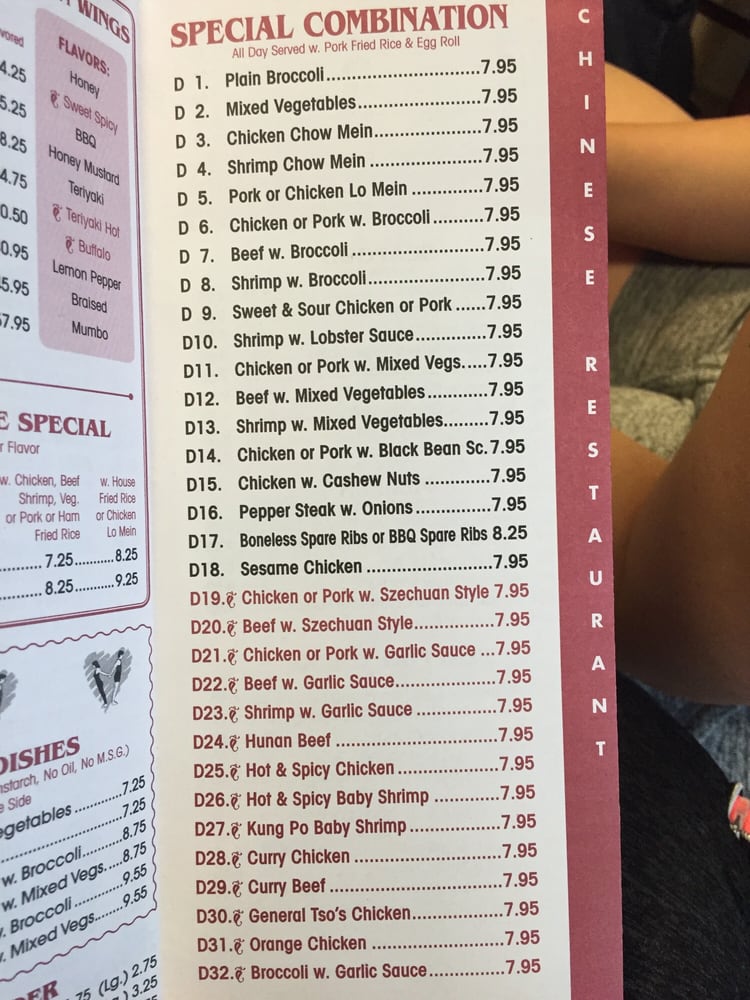 WINGS
vored
FLAVORS:
Honey
Sweet Spicy
BBQ
Honey Mustard
Teriyaki
Teriyaki Hot
Buffalo
Lemon Pepper
Braised
Mumbo
4.25
5.25
8.25
4.75
0.50
0.95
5.95
7.95
E SPECIAL
r Flavor
w. Chicken, Beef
Shrimp, Veg.
or Pork or Ham
Fried Rice
w. House
Fried Rice
or Chicken
Lo Mein
7.25..........8.25
8.25..........9.25
DISHES
nstarch, No Oil, No M.S.G.)
e Side
egetables ..........7.25
7.25
w. Broccoli..........8.75
w. Mixed Vegs....8.75
. Broccoli..........9.55
. Mixed Vegs......9.55
DER
75 (Lg.) 2.75
.) 3.25
SPECIAL COMBINATION
All Day Served w. Pork Fried Rice & Egg Roll
D 1. Plain Broccoli..............................7.95
D 2. Mixed Vegetables........................7.95
D 3. Chicken Chow Mein.....................7.95
D 4. Shrimp Chow Mein ......................7.95
D 5. Pork or Chicken Lo Mein ..............7.95
D 6. Chicken or Pork w. Broccoli..........7.95
D 7. Beef w. Broccoli ..........................7.95
D 8. Shrimp w. Broccoli.......................7.95
D 9. Sweet & Sour Chicken or Pork ......7.95
D10. Shrimp w. Lobster Sauce..............7.95
D11. Chicken or Pork w. Mixed Vegs.....7.95
D12. Beef w. Mixed Vegetables............7.95
D13. Shrimp w. Mixed Vegetables.........7.95
D14. Chicken or Pork w. Black Bean Sc.7.95
D15. Chicken w. Cashew Nuts .............7.95
D16. Pepper Steak w. Onions...............7.95
D17. Boneless Spare Ribs or BBQ Spare Ribs 8.25
D18. Sesame Chicken .........................7.95
D19. Chicken or Pork w. Szechuan Style 7.95
D20. Beef w. Szechuan Style................7.95
D21. Chicken or Pork w. Garlic Sauce ...7.95
D22. Beef w. Garlic Sauce....................7.95
D23. Shrimp w. Garlic Sauce ................7.95
D24. Hunan Beef ................................7.95
D25. Hot & Spicy Chicken ....................7.95
D26. Hot & Spicy Baby Shrimp .............7.95
D27. Kung Po Baby Shrimp ..................7.95
D28. Curry Chicken .............................7.95
D29. Curry Beef ..................................7.95
D30. General Tso's Chicken..................7.95
D31. Orange Chicken ..........................7.95
D32. Broccoli w. Garlic Sauce...............7.95
CHINESE RESTAURANT